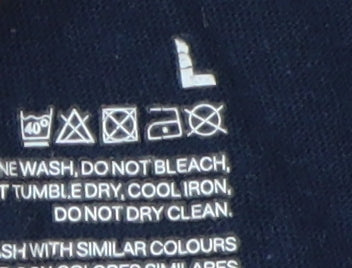 L
40°
NE WASH, DO NOT BLEACH,
T TUMBLE DRY, COOL IRON,
DO NOT DRY CLEAN.
SH WITH SIMILAR COLOURS